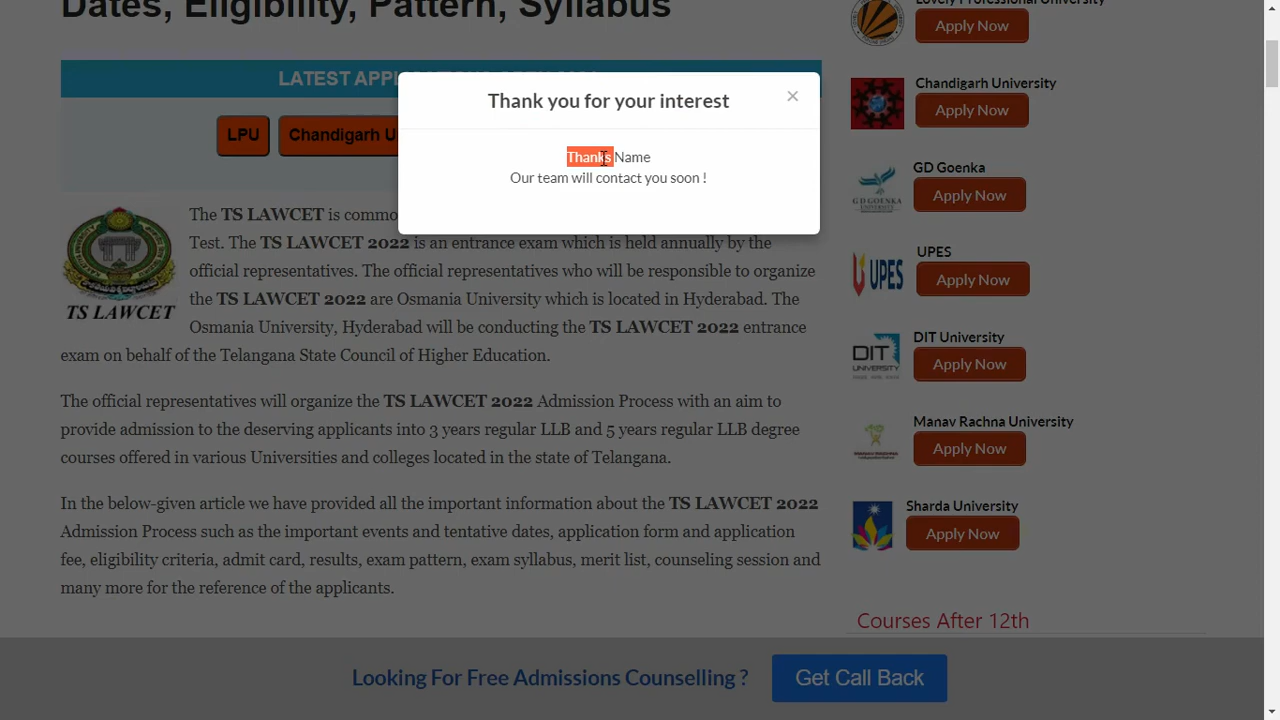 Dates, Eligibility, Pattern, Syllabus
LATEST APPL
LPU
Chandigarh U
Thank you for your interest
×
Thanks Name
Our team will contact you soon !
TS LAWCET
The TS LAWCET is commo
Test. The TS LAWCET 2022 is an entrance exam which is held annually by the
official representatives. The official representatives who will be responsible to organize
the TS LAWCET 2022 are Osmania University which is located in Hyderabad. The
Osmania University, Hyderabad will be conducting the TS LAWCET 2022 entrance
exam on behalf of the Telangana State Council of Higher Education.
The official representatives will organize the TS LAWCET 2022 Admission Process with an aim to
provide admission to the deserving applicants into 3 years regular LLB and 5 years regular LLB degree
courses offered in various Universities and colleges located in the state of Telangana.
In the below-given article we have provided all the important information about the TS LAWCET 2022
Admission Process such as the important events and tentative dates, application form and application
fee, eligibility criteria, admit card, results, exam pattern, exam syllabus, merit list, counseling session and
many more for the reference of the applicants.
Lovely Professional University
Apply Now
Chandigarh University
Apply Now
GD Goenka
GD GOENKA
UNIVERSITY
Apply Now
UPES
UPES
Apply Now
DIT University
DIT
UNIVERSITY
Apply Now
Manav Rachna University
Apply Now
Sharda University
Apply Now
Courses After 12th
Looking For Free Admissions Counselling ?
Get Call Back